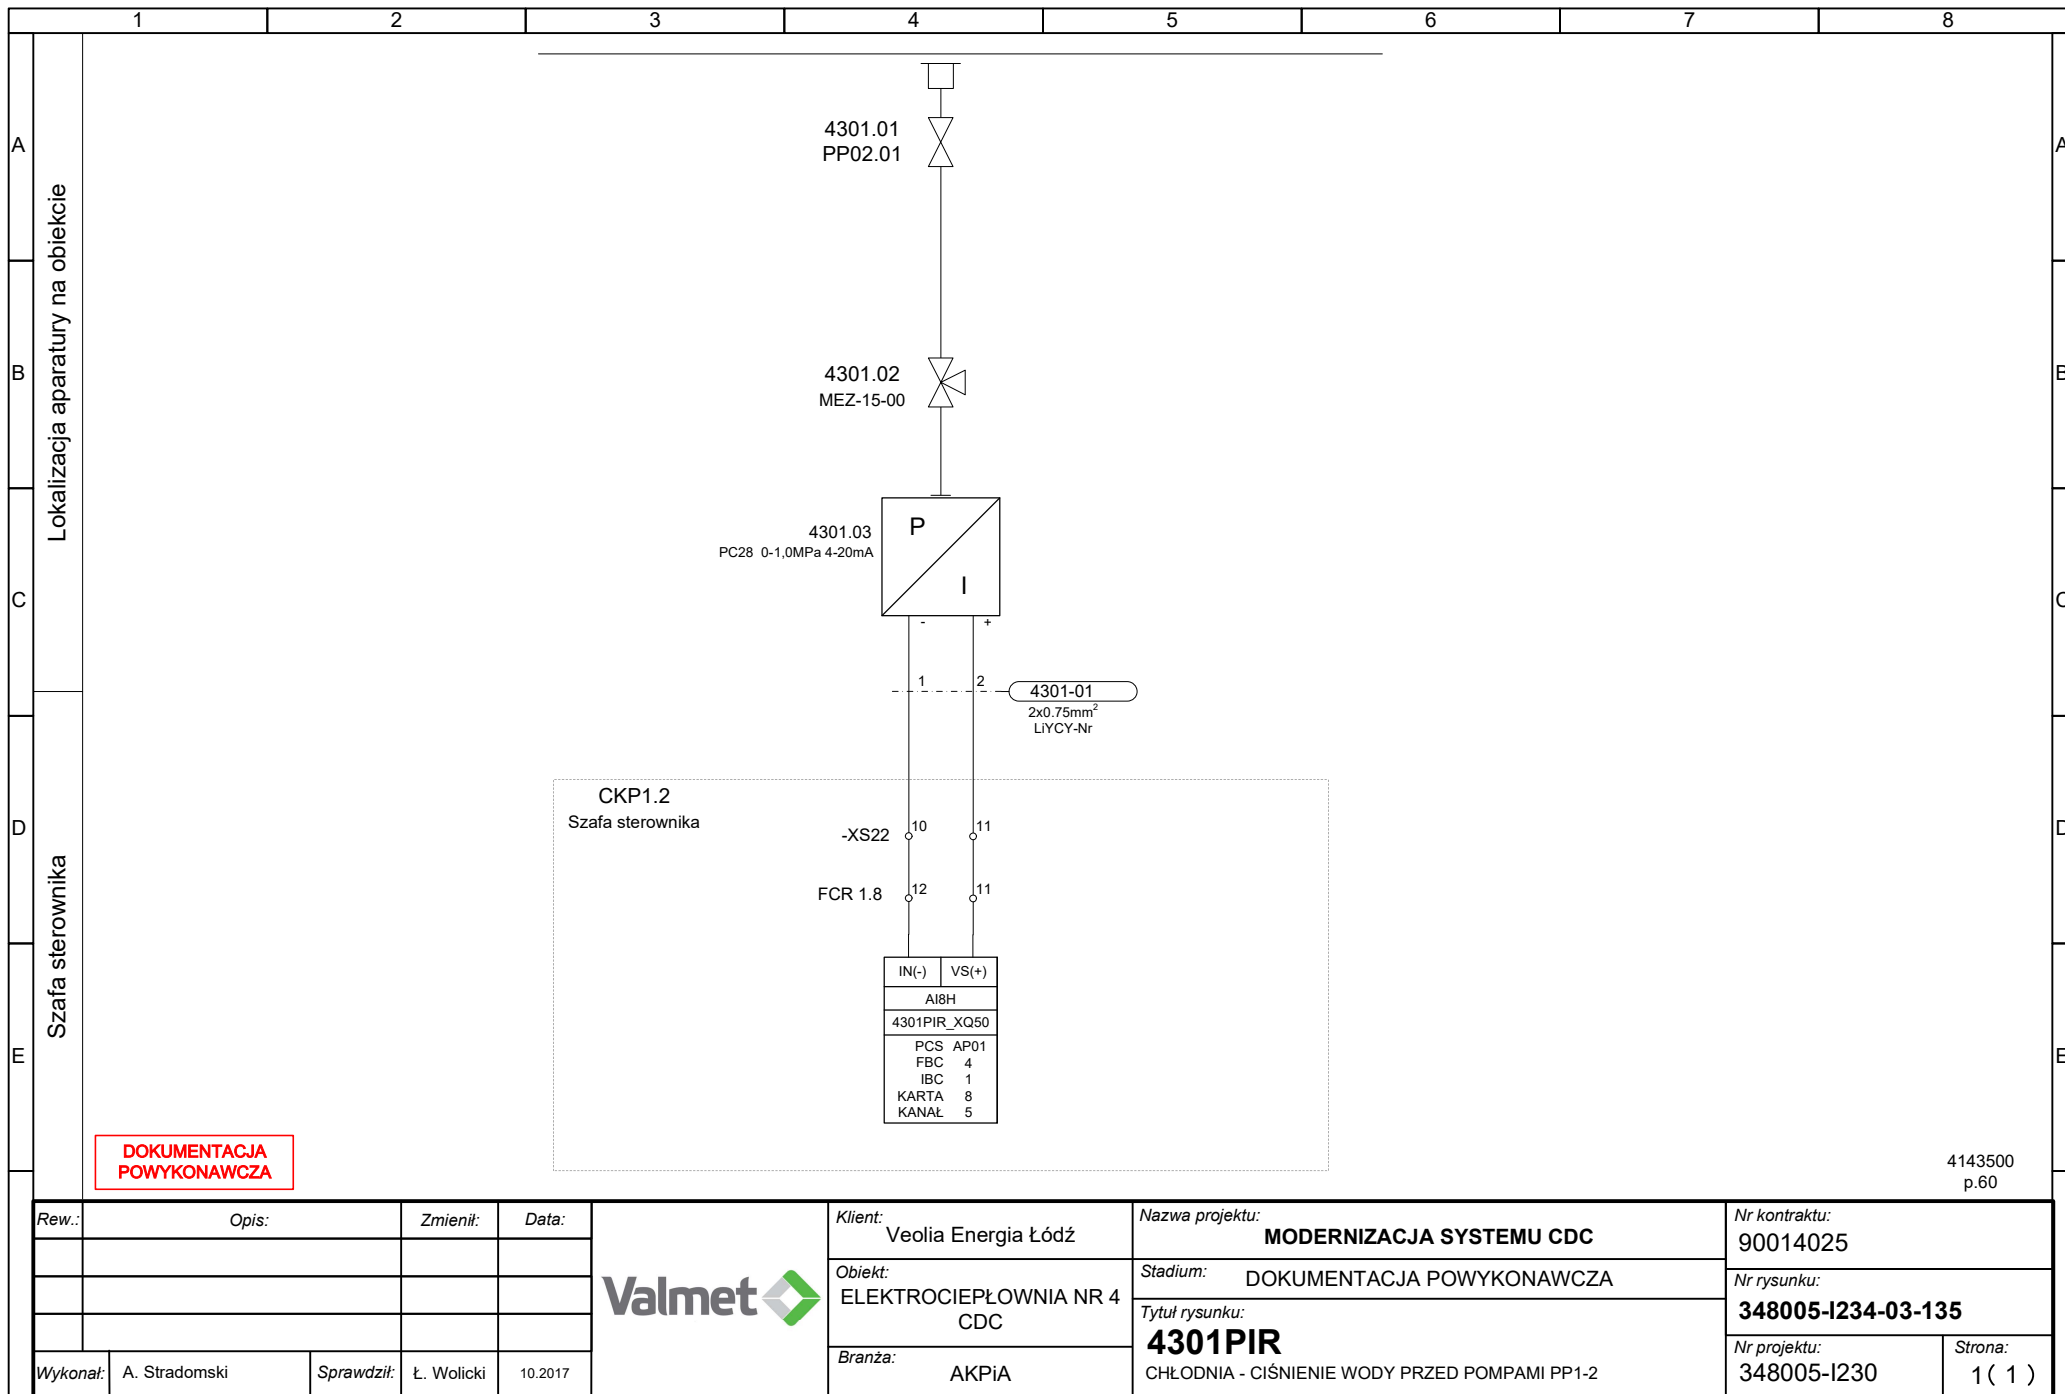 1 2 3 4 5 6 7 8
A A
B B
C C
D D
E E
Lokalizacja aparatury na obiekcie
Szafa sterownika
4301.01
PP02.01
4301.02
MEZ-15-00
4301.03
PC28 0-1,0MPa 4-20mA
P
I
- +
1 2
4301-01
2x0.75mm²
LiYCY-Nr
CKP1.2
Szafa sterownika
-XS22 10 11
FCR 1.8 12 11
IN(-) VS(+)
AI8H
4301PIR_XQ50
PCS AP01
FBC 4
IBC 1
KARTA 8
KANAŁ 5
DOKUMENTACJA
POWYKONAWCZA
4143500
p.60
Rew.: Opis: Zmienił: Data:
Wykonał: A. Stradomski Sprawdził: Ł. Wolicki 10.2017
Valmet
Klient:
Veolia Energia Łódź
Obiekt:
ELEKTROCIEPŁOWNIA NR 4
CDC
Branża:
AKPiA
Nazwa projektu:
MODERNIZACJA SYSTEMU CDC
Stadium: DOKUMENTACJA POWYKONAWCZA
Tytuł rysunku:
4301PIR
CHŁODNIA - CIŚNIENIE WODY PRZED POMPAMI PP1-2
Nr kontraktu:
90014025
Nr rysunku:
348005-I234-03-135
Nr projektu:
348005-I230
Strona:
1( 1 )